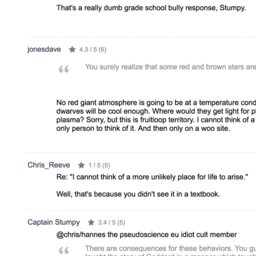 That's a really dumb grade school bully response, Stumpy.
jonesdave ★ 4.3 / 5 (6)
“ You surely realize that some red and brown stars are
No red giant atmosphere is going to be at a temperature cond
dwarves will be cool enough. Where would they get light for p
plasma? Sorry, but this is fruitloop territory. I cannot think of a
only person to think of it. And then only on a woo site.
Chris_Reeve ★ 1 / 5 (5)
Re: "I cannot think of a more unlikely place for life to arise."
Well, that's because you didn't see it in a textbook.
Captain Stumpy ★ 3.4 / 5 (5)
@chris/hannes the pseudoscience eu idiot cult member
“ There are consequences for these behaviors. You gu